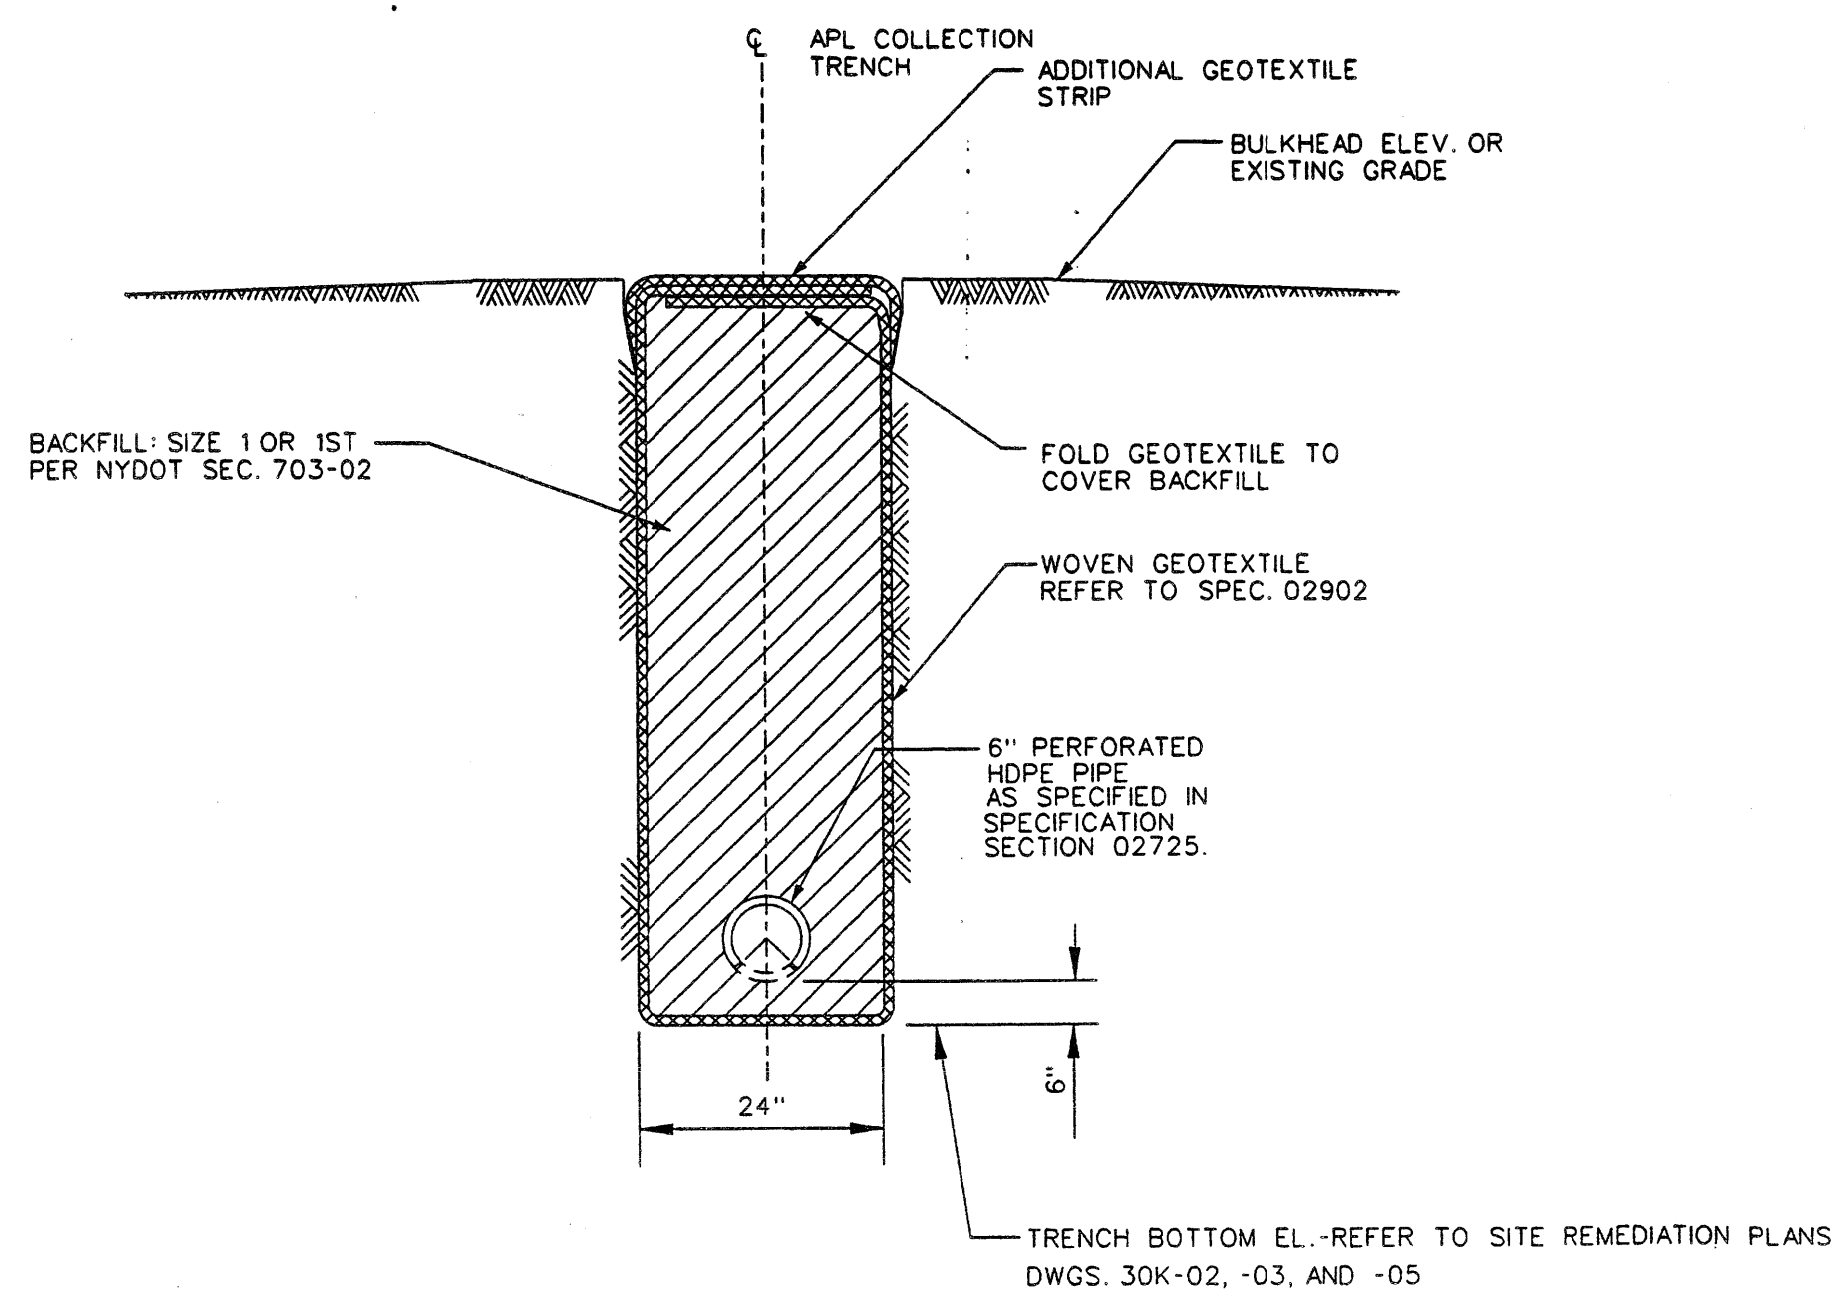 ℄ APL COLLECTION
TRENCH
ADDITIONAL GEOTEXTILE
STRIP
BULKHEAD ELEV. OR
EXISTING GRADE
BACKFILL: SIZE 1 OR 1ST
PER NYDOT SEC. 703-02
FOLD GEOTEXTILE TO
COVER BACKFILL
WOVEN GEOTEXTILE
REFER TO SPEC. 02902
6" PERFORATED
HDPE PIPE
AS SPECIFIED IN
SPECIFICATION
SECTION 02725.
6"
24"
TRENCH BOTTOM EL.-REFER TO SITE REMEDIATION PLANS
DWGS. 30K-02, -03, AND -05